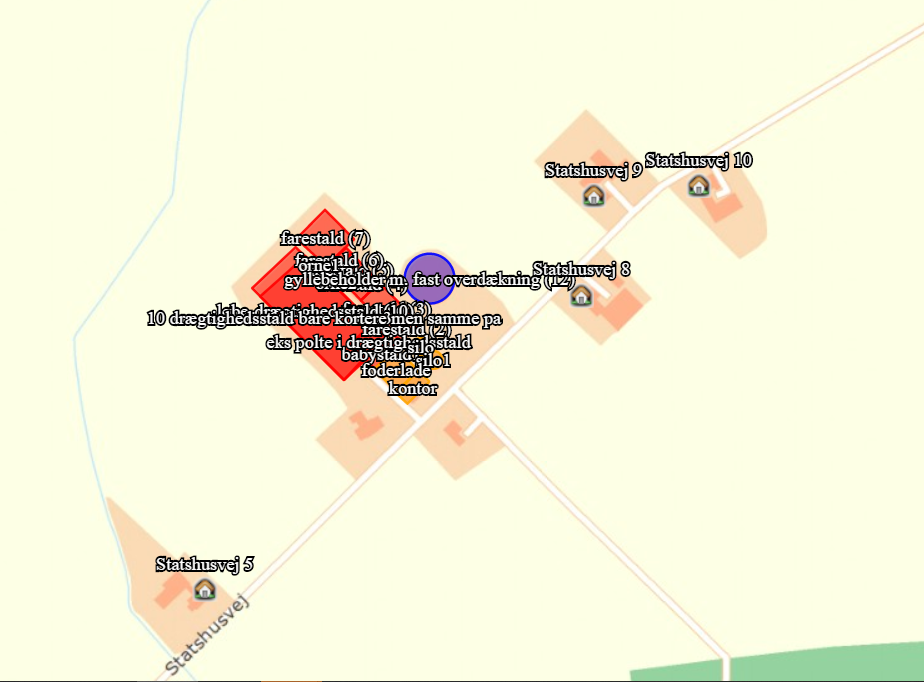 Statshusvej 10
Statshusvej 9
farestald (7)
farestald (6)
Statshusvej 8
gyllebeholder m. fast overdækning (12)
10 drægtighedsstald bare kortere men samme pa
farestald (2)
eks polte i drægtighedsstald
silo
babystald
silo1
foderlade
kontor
Statshusvej 5
Statshusvej